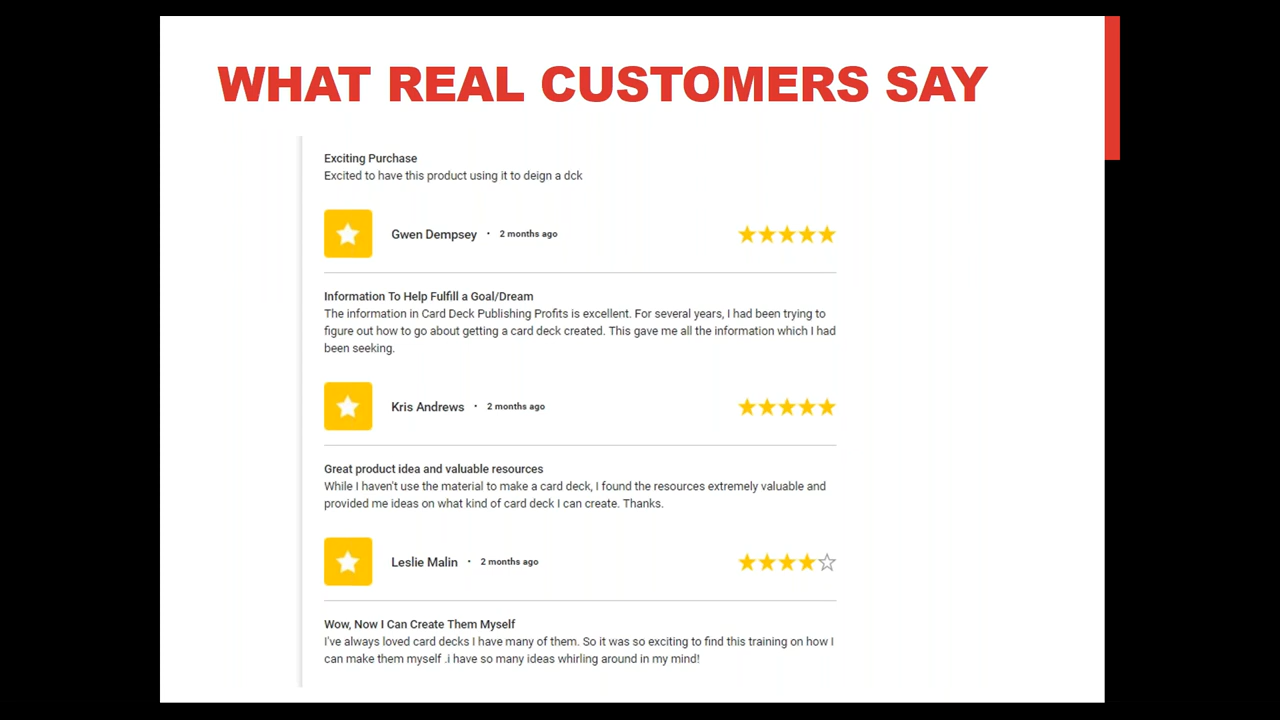 WHAT REAL CUSTOMERS SAY
Exciting Purchase
Excited to have this product using it to deign a dck
Gwen Dempsey • 2 months ago
Information To Help Fulfill a Goal/Dream
The information in Card Deck Publishing Profits is excellent. For several years, I had been trying to
figure out how to go about getting a card deck created. This gave me all the information which I had
been seeking.
Kris Andrews • 2 months ago
Great product idea and valuable resources
While I haven't use the material to make a card deck, I found the resources extremely valuable and
provided me ideas on what kind of card deck I can create. Thanks.
Leslie Malin • 2 months ago
Wow, Now I Can Create Them Myself
I've always loved card decks I have many of them. So it was so exciting to find this training on how I
can make them myself .i have so many ideas whirling around in my mind!